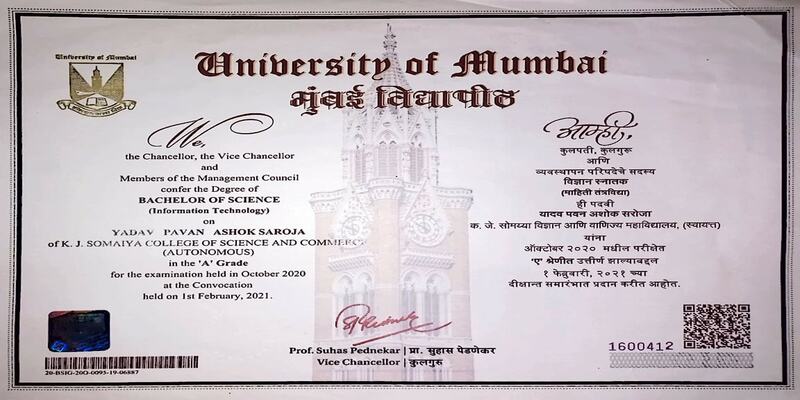 University of Mumbai
University of Mumbai
मुंबई विद्यापीठ
We,
the Chancellor, the Vice Chancellor
and
Members of the Management Council
confer the Degree of
BACHELOR OF SCIENCE
(Information Technology)
on
YADAV PAVAN ASHOK SAROJA
of K. J. SOMAIYA COLLEGE OF SCIENCE AND COMMERCE
(AUTONOMOUS)
in the 'A' Grade
for the examination held in October 2020
at the Convocation
held on 1st February, 2021.
आम्ही,
कुलपती, कुलगुरू
आणि
व्यवस्थापन परिषदेचे सदस्य
विज्ञान स्नातक
(माहिती तंत्रविद्या)
ही पदवी
यादव पवन अशोक सरोजा
क. जे. सोमय्या विज्ञान आणि वाणिज्य महाविद्यालय, (स्वायत्त)
यांना
ऑक्टोबर २०२० मधील परीक्षेत
'ए' श्रेणीत उत्तीर्ण झाल्याबद्दल
१ फेब्रुवारी, २०२१ च्या
दीक्षान्त समारंभात प्रदान करीत आहोत.
Prof. Suhas Pednekar | प्रा. सुहास पेडणेकर
Vice Chancellor | कुलगुरू
20-BSIG-20O-0095-19-06887
1600412